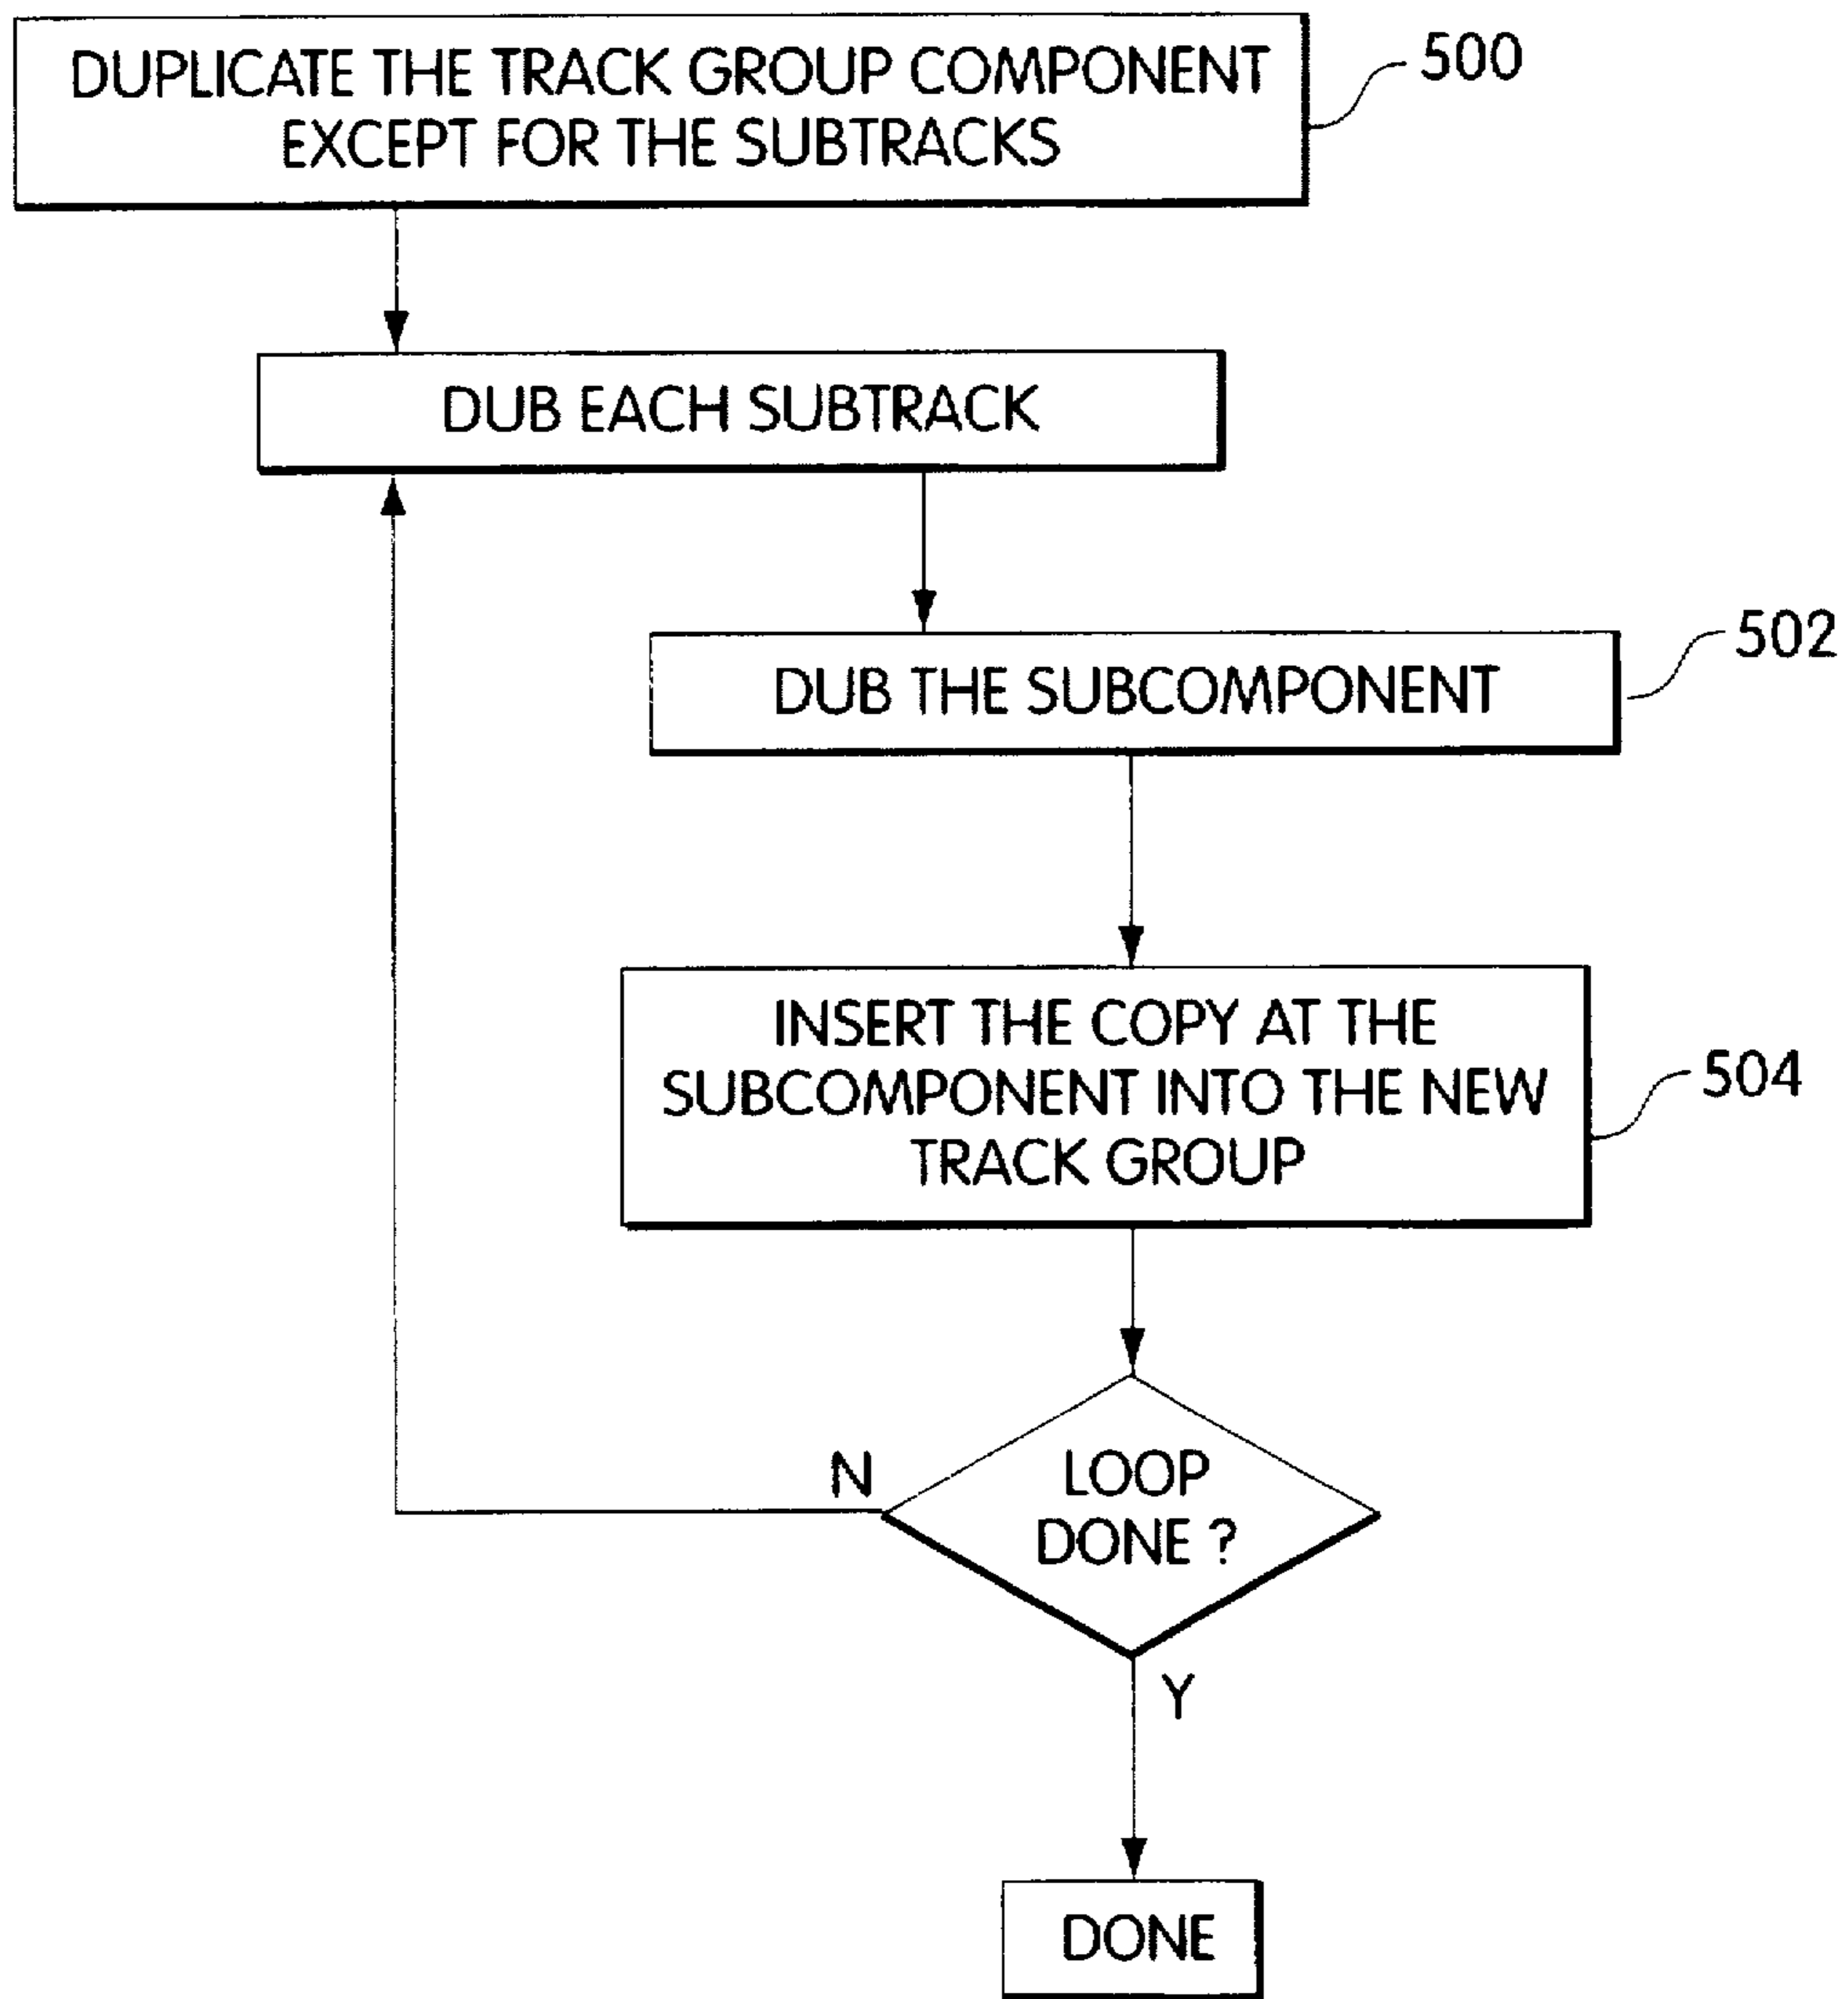 DUPLICATE THE TRACK GROUP COMPONENT
EXCEPT FOR THE SUBTRACKS
500
DUB EACH SUBTRACK
502
DUB THE SUBCOMPONENT
INSERT THE COPY AT THE
SUBCOMPONENT INTO THE NEW
TRACK GROUP
504
N
LOOP
DONE ?
Y
DONE